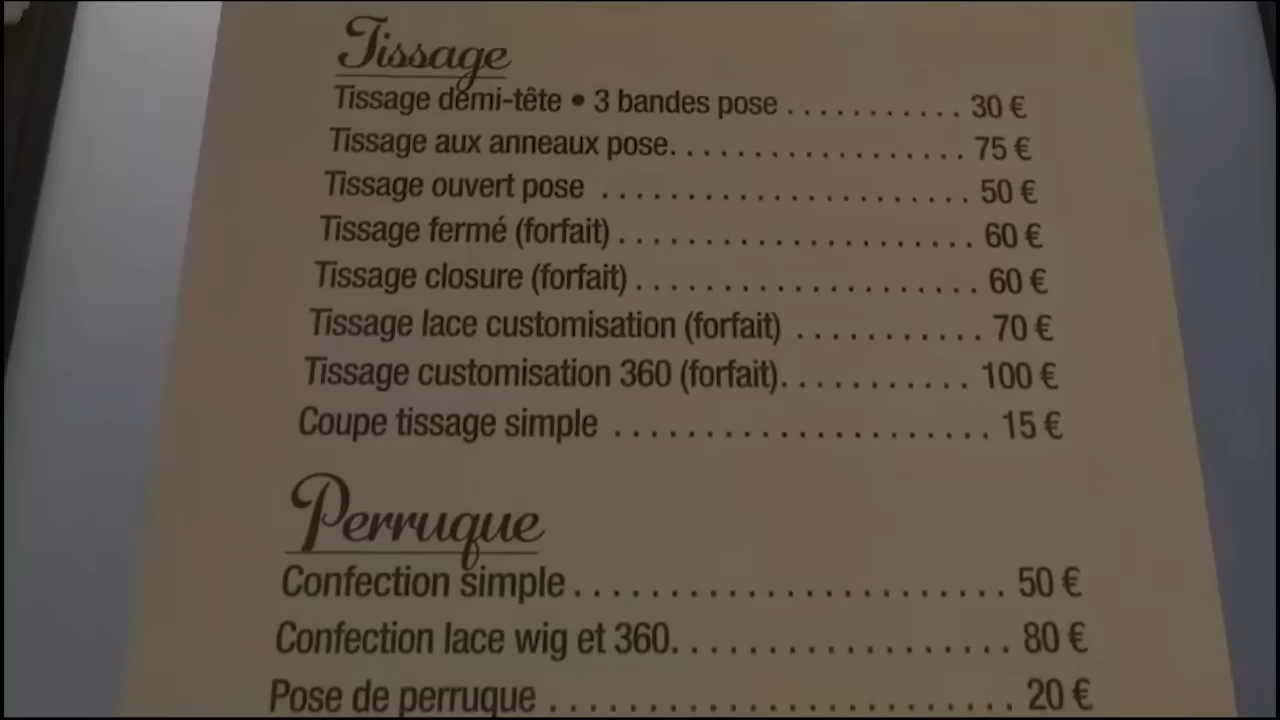 Tissage
Tissage demi-tête • 3 bandes pose . . . . . . . . . . . 30 €
Tissage aux anneaux pose. . . . . . . . . . . . . . . . . 75 €
Tissage ouvert pose . . . . . . . . . . . . . . . . . . . . 50 €
Tissage fermé (forfait) . . . . . . . . . . . . . . . . . . . 60 €
Tissage closure (forfait) . . . . . . . . . . . . . . . . . . 60 €
Tissage lace customisation (forfait) . . . . . . . . . . 70 €
Tissage customisation 360 (forfait). . . . . . . . . . . 100 €
Coupe tissage simple . . . . . . . . . . . . . . . . . . . 15 €
Perruque
Confection simple . . . . . . . . . . . . . . . . . . . . . . 50 €
Confection lace wig et 360. . . . . . . . . . . . . . . . 80 €
Pose de perruque . . . . . . . . . . . . . . . . . . . . . . 20 €